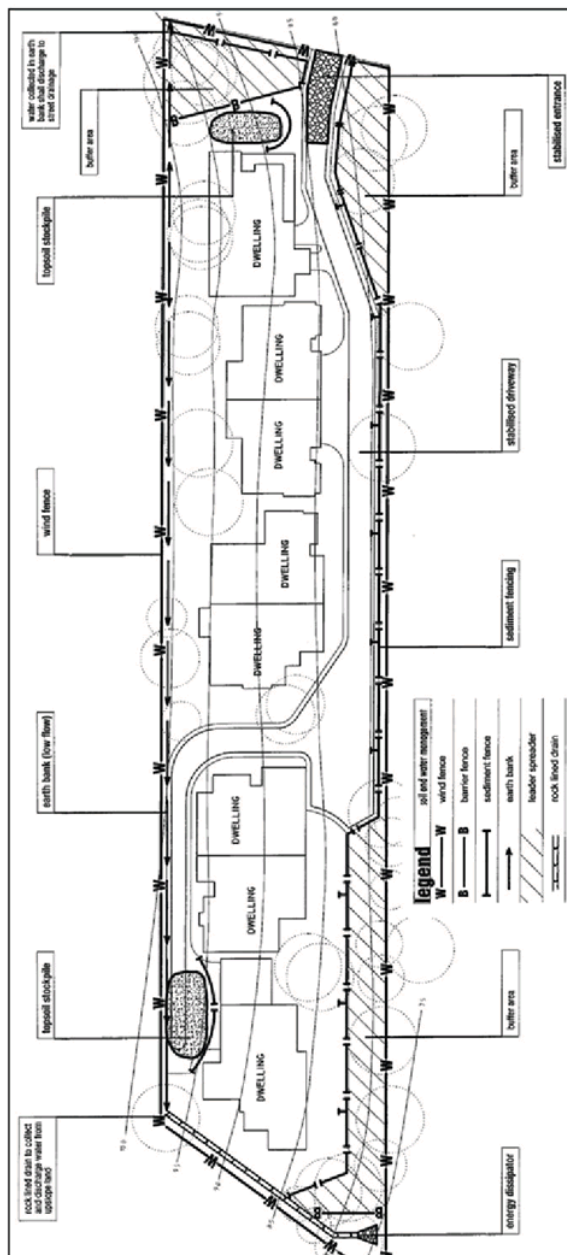 rock lined drain to collect
and discharge water from
upslope land
topsoil stockpile
earth bank (low flow)
wind fence
topsoil stockpile
buffer area
water collected in earth
bank shall discharge to
street drainage
DWELLING
DWELLING
DWELLING
DWELLING
DWELLING
DWELLING
DWELLING
DWELLING
energy dissipator
buffer area
sediment fencing
stabilised driveway
buffer area
stabilised entrance
legend soil and water management
W W wind fence
B B barrier fence
sediment fence
earth bank
leader spreader
rock lined drain